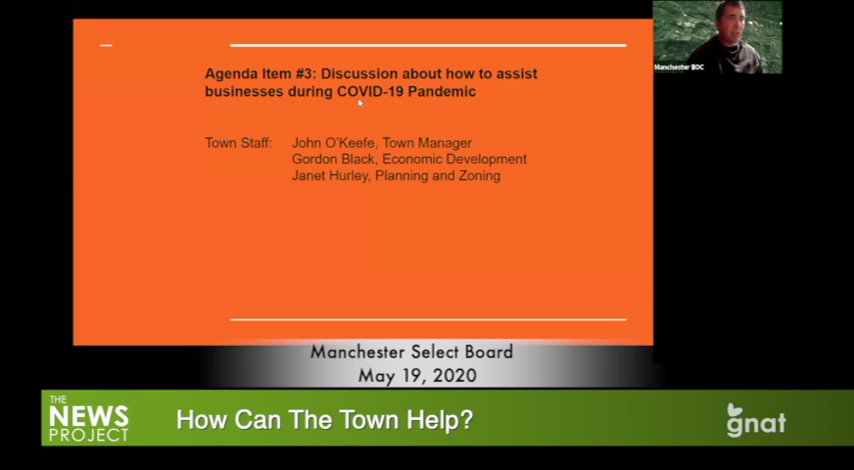 Agenda Item #3: Discussion about how to assist
businesses during COVID-19 Pandemic
Town Staff: John O'Keefe, Town Manager
Gordon Black, Economic Development
Janet Hurley, Planning and Zoning
Manchester EOC
Manchester Select Board
May 19, 2020
THE
NEWS
PROJECT
How Can The Town Help?
gnat